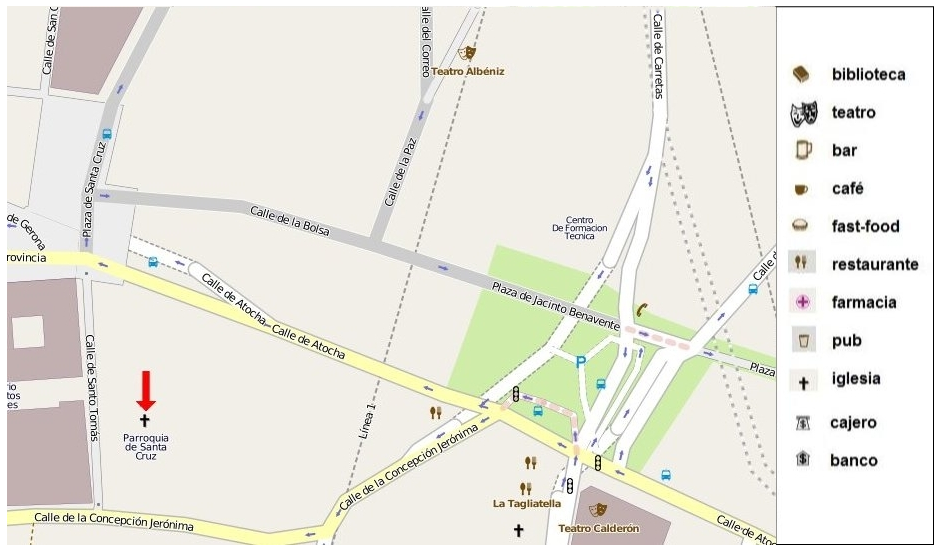 Calle de San C
Calle del Correo
Teatro Albéniz
Calle de Carretas
Plaza de Santa Cruz
Calle de la Paz
de Gerona
Calle de la Bolsa
Centro
De Formacion
Tecnica
rovincia
Calle d
Calle de Atocha
Plaza de Jacinto Benavente
Calle de Atocha
P
Plaza
Calle de Santo Tomás
rio
tos
es
Línea 1
Parroquia
de Santa
Cruz
Calle de la Concepción Jerónima
La Tagliatella
Calle de la Concepción Jerónima
Teatro Calderón
Calle de Atoc
biblioteca
teatro
bar
café
fast-food
restaurante
farmacia
pub
iglesia
cajero
banco